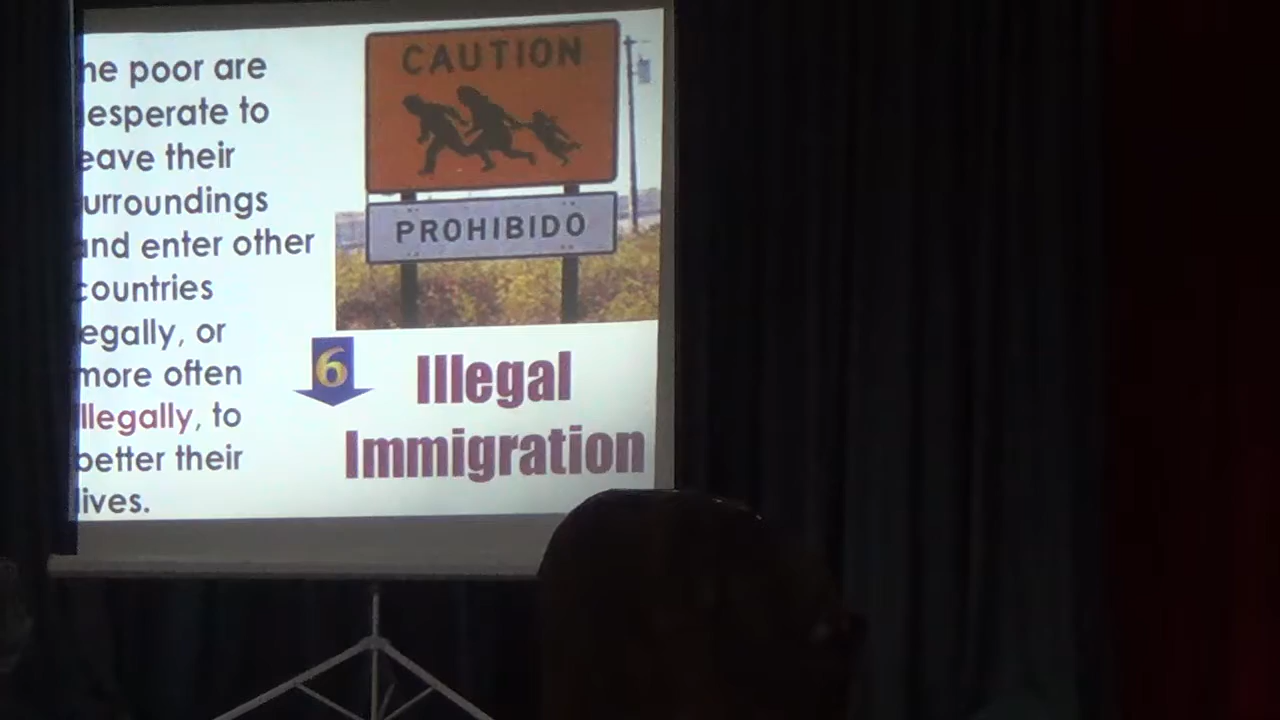 he poor are
esperate to
eave their
urroundings
and enter other
countries
egally, or
more often
illegally, to
better their
lives.
CAUTION
PROHIBIDO
6
Illegal
Immigration